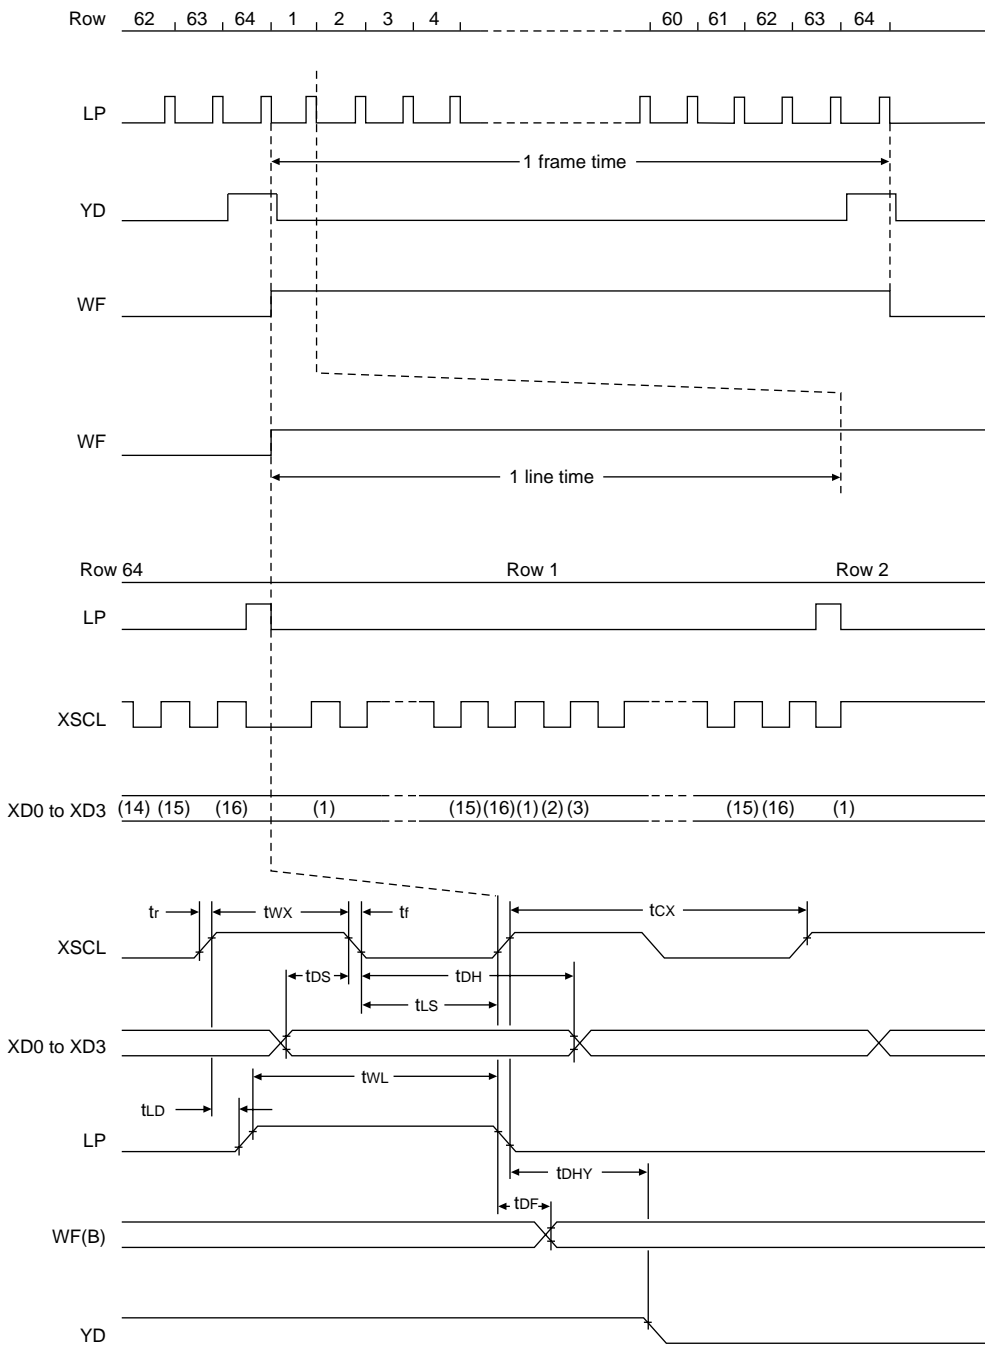 Row 62 63 64 1 2 3 4 60 61 62 63 64
LP
1 frame time
YD
WF
WF
1 line time
Row 64 Row 1 Row 2
LP
XSCL
XD0 to XD3 (14) (15) (16) (1) (15) (16) (1) (2) (3) (15) (16) (1)
tr tWX tf tCX
XSCL
tDS tDH
tLS
XD0 to XD3
tWL
tLD
LP
tDHY
tDF
WF(B)
YD